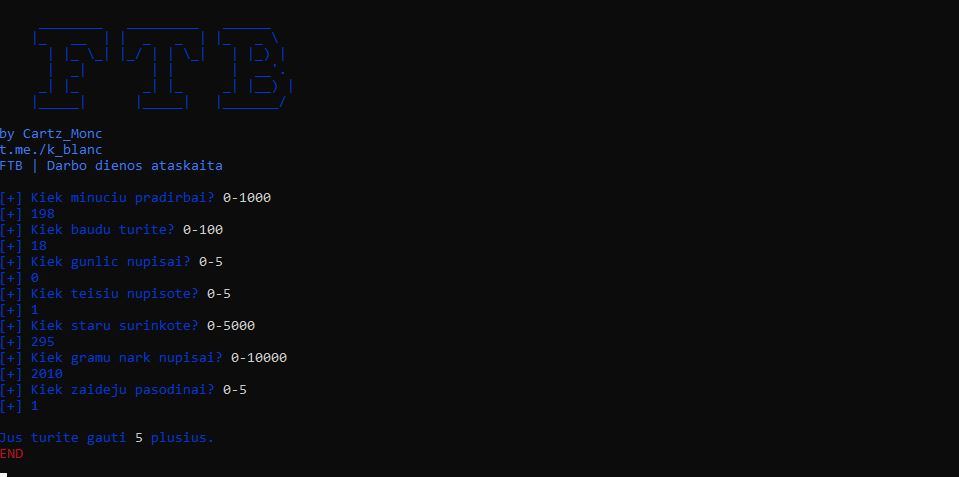 FTB
by Cartz_Monc
t.me./k_blanc
FTB | Darbo dienos ataskaita
[+] Kiek minuciu pradirbai? 0-1000
[+] 198
[+] Kiek baudu turite? 0-100
[+] 18
[+] Kiek gunlic nupisai? 0-5
[+] 0
[+] Kiek teisiu nupisote? 0-5
[+] 1
[+] Kiek staru surinkote? 0-5000
[+] 295
[+] Kiek gramu nark nupisai? 0-10000
[+] 2010
[+] Kiek zaideju pasodinai? 0-5
[+] 1
Jus turite gauti 5 plusius.
END